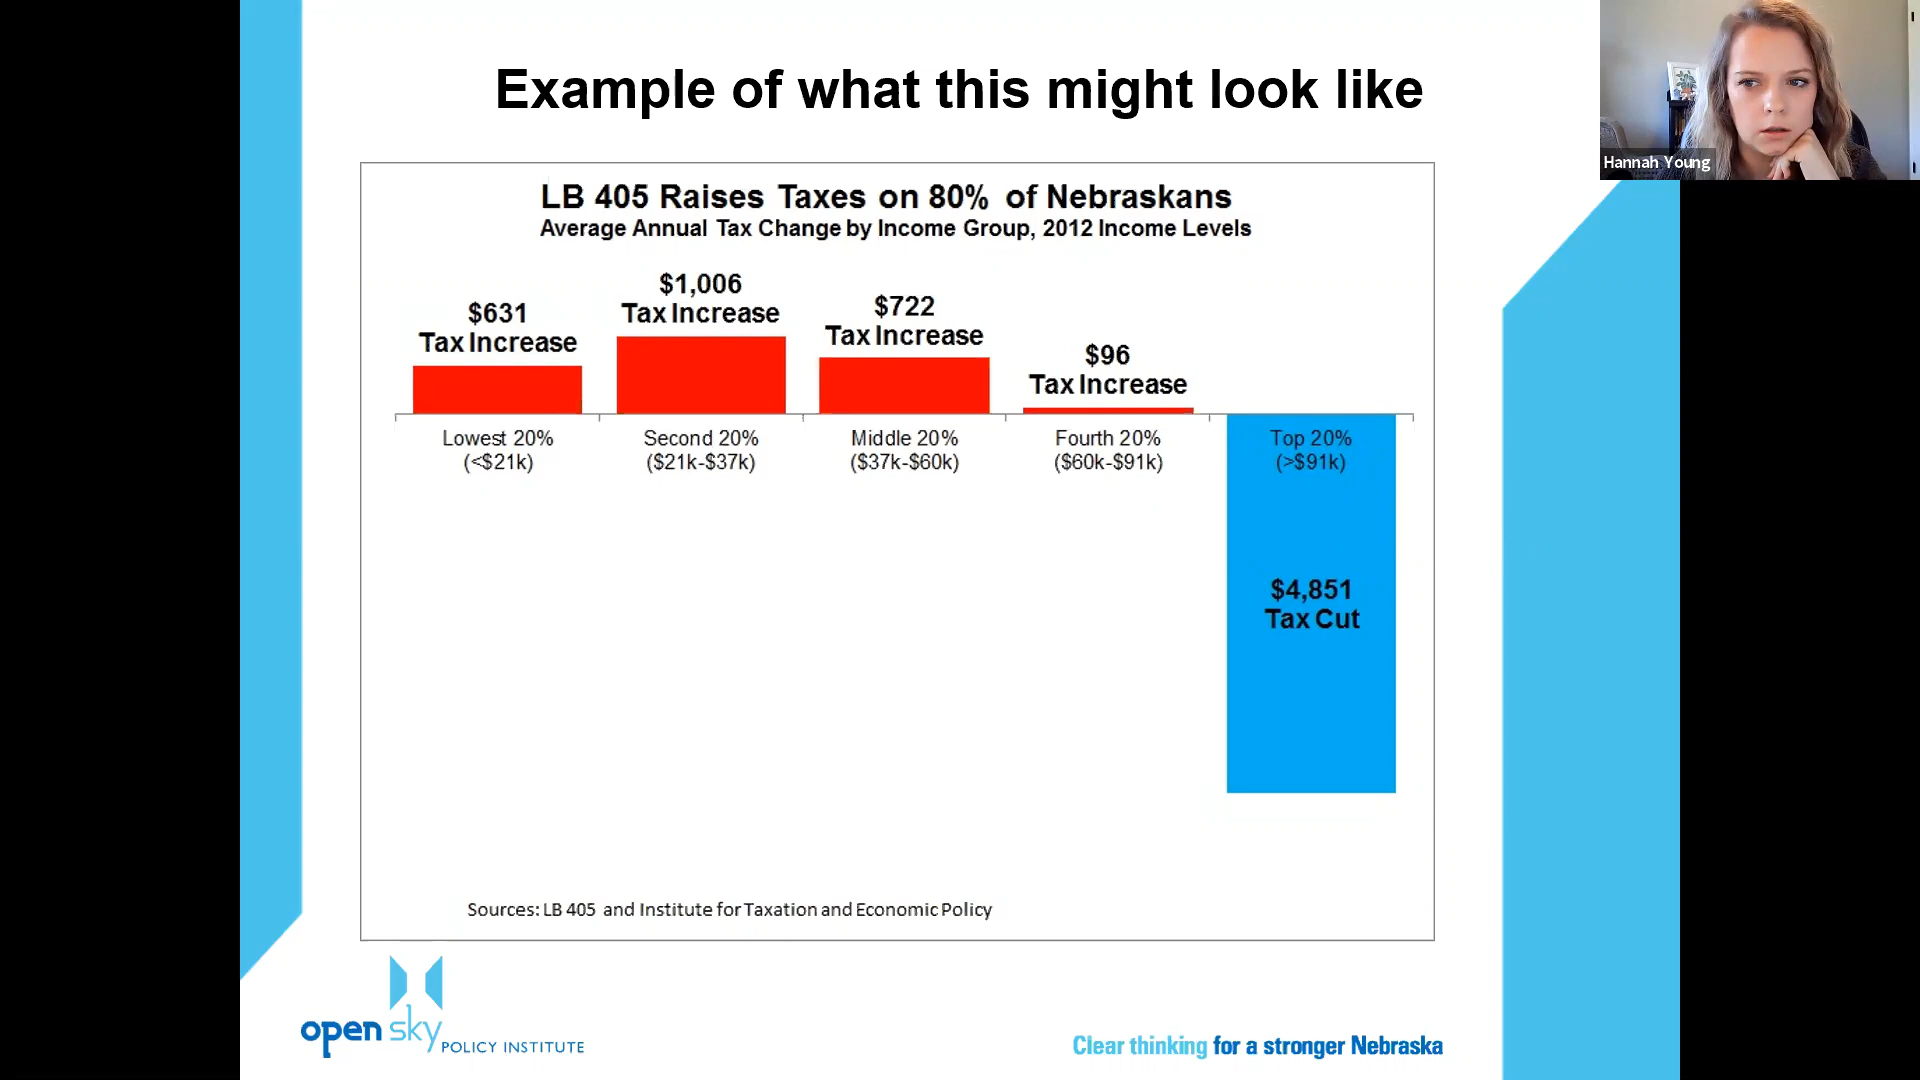 Example of what this might look like
Hannah Young
LB 405 Raises Taxes on 80% of Nebraskans
Average Annual Tax Change by Income Group, 2012 Income Levels
$631
Tax Increase
$1,006
Tax Increase
$722
Tax Increase
$96
Tax Increase
Lowest 20%
(<$21k)
Second 20%
($21k-$37k)
Middle 20%
($37k-$60k)
Fourth 20%
($60k-$91k)
Top 20%
(>$91k)
$4,851
Tax Cut
Sources: LB 405 and Institute for Taxation and Economic Policy
open sky
POLICY INSTITUTE
Clear thinking for a stronger Nebraska